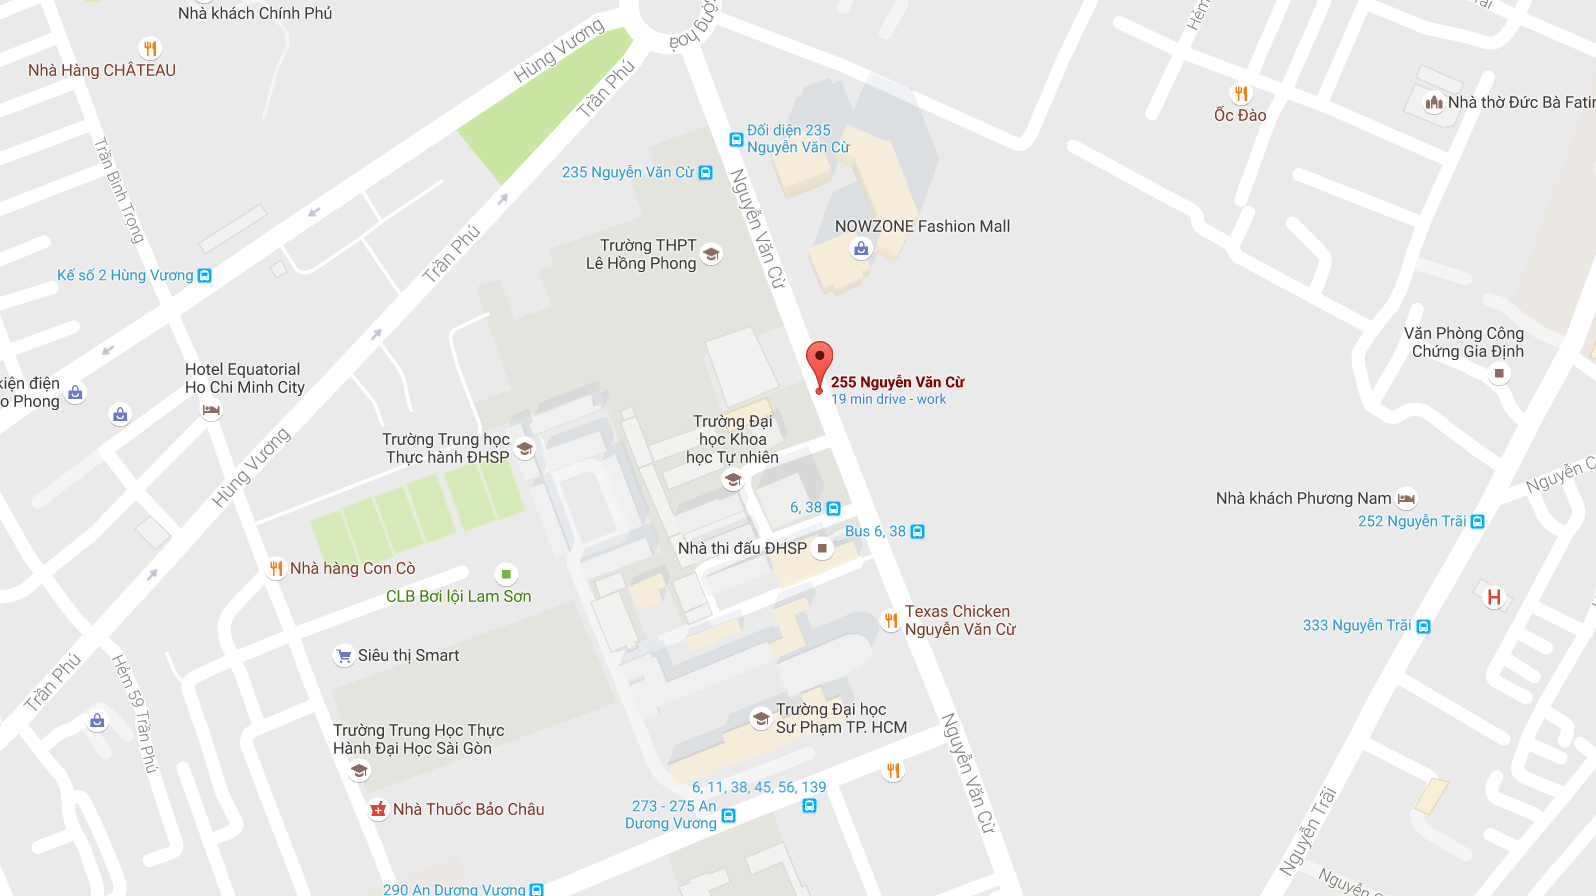 Nhà khách Chính Phủ
Hùng Vương
Nhà Hàng CHÂTEAU
Trần Phú
Ốc Đào
Nhà thờ Đức Bà Fatir
Đối diện 235
Nguyễn Văn Cừ
235 Nguyễn Văn Cừ
Trần Bình Trọng
Nguyễn Văn Cừ
NOWZONE Fashion Mall
Trường THPT
Lê Hồng Phong
Trần Phú
Kế số 2 Hùng Vương
Văn Phòng Công
Chứng Gia Định
Hotel Equatorial
Ho Chi Minh City
kiện điện
o Phong
255 Nguyễn Văn Cừ
19 min drive - work
Trường Đại
học Khoa
học Tự nhiên
Trường Trung học
Thực hành ĐHSP
Hùng Vương
Nguyễn C
Nhà khách Phương Nam
252 Nguyễn Trãi
6, 38
Bus 6, 38
Nhà thi đấu ĐHSP
Nhà hàng Con Cò
CLB Bơi lội Lam Sơn
H
Texas Chicken
Nguyễn Văn Cừ
333 Nguyễn Trãi
Siêu thị Smart
Trần Phú
Hẻm 59 Trần Phú
Trường Đại học
Sư Phạm TP. HCM
Trường Trung Học Thực
Hành Đại Học Sài Gòn
Nguyễn Văn Cừ
6, 11, 38, 45, 56, 139
273 - 275 An
Dương Vương
Nhà Thuốc Bảo Châu
Nguyễn Trãi
290 An Dương Vương
Hẻm